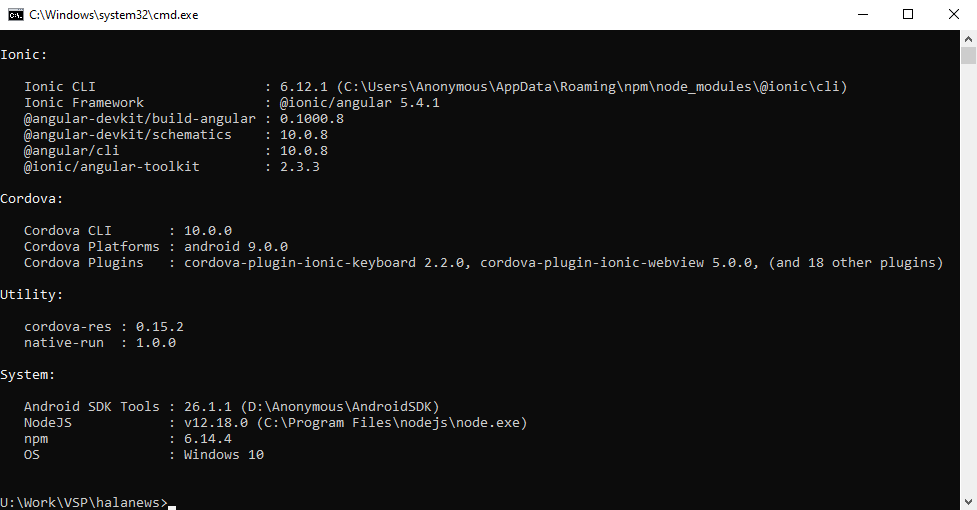 C:\Windows\system32\cmd.exe
Ionic:
Ionic CLI : 6.12.1 (C:\Users\Anonymous\AppData\Roaming\npm\node_modules\@ionic\cli)
Ionic Framework : @ionic/angular 5.4.1
@angular-devkit/build-angular : 0.1000.8
@angular-devkit/schematics : 10.0.8
@angular/cli : 10.0.8
@ionic/angular-toolkit : 2.3.3
Cordova:
Cordova CLI : 10.0.0
Cordova Platforms : android 9.0.0
Cordova Plugins : cordova-plugin-ionic-keyboard 2.2.0, cordova-plugin-ionic-webview 5.0.0, (and 18 other plugins)
Utility:
cordova-res : 0.15.2
native-run : 1.0.0
System:
Android SDK Tools : 26.1.1 (D:\Anonymous\AndroidSDK)
NodeJS : v12.18.0 (C:\Program Files\nodejs\node.exe)
npm : 6.14.4
OS : Windows 10
U:\Work\VSP\halanews>